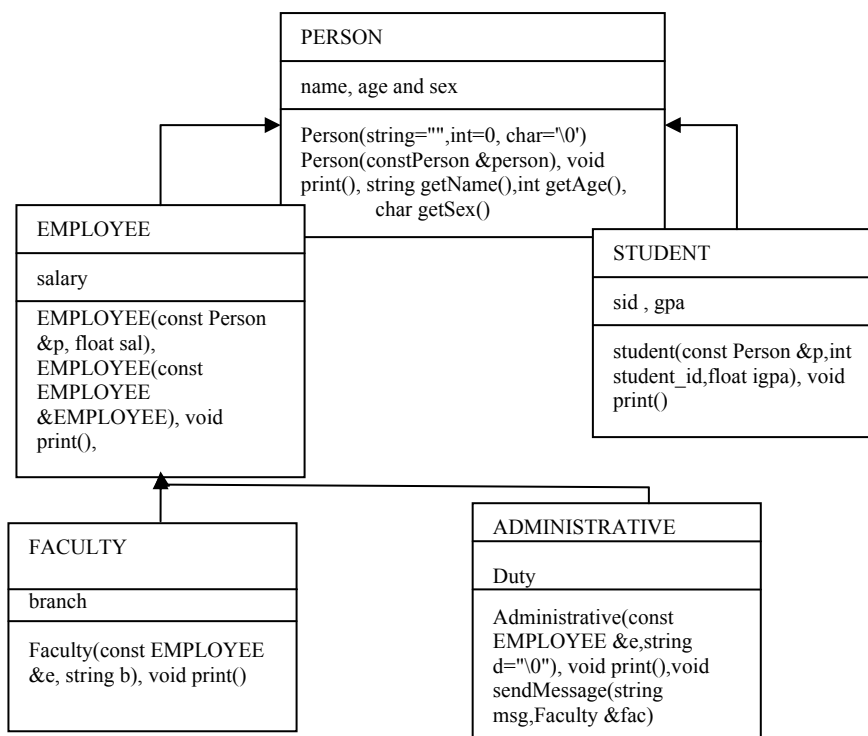 PERSON
name, age and sex
Person(string="",int=0, char='\0')
Person(constPerson &person), void
print(), string getName(),int getAge(),
char getSex()
EMPLOYEE
salary
EMPLOYEE(const Person
&p, float sal),
EMPLOYEE(const
EMPLOYEE
&EMPLOYEE), void
print(),
STUDENT
sid , gpa
student(const Person &p,int
student_id,float igpa), void
print()
FACULTY
branch
Faculty(const EMPLOYEE
&e, string b), void print()
ADMINISTRATIVE
Duty
Administrative(const
EMPLOYEE &e,string
d="\0"), void print(),void
sendMessage(string
msg,Faculty &fac)